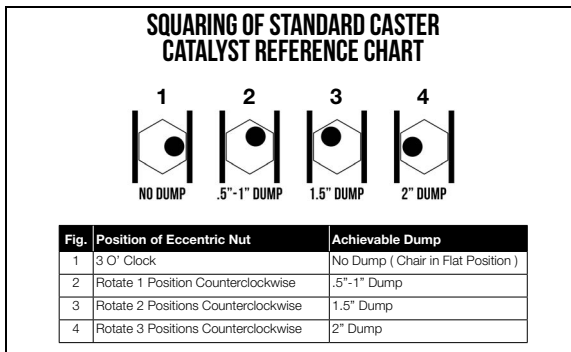 SQUARING OF STANDARD CASTER
CATALYST REFERENCE CHART
1 2 3 4
NO DUMP .5"-1" DUMP 1.5" DUMP 2" DUMP
Fig. Position of Eccentric Nut Achievable Dump
1 3 O' Clock No Dump ( Chair in Flat Position )
2 Rotate 1 Position Counterclockwise .5"-1" Dump
3 Rotate 2 Positions Counterclockwise 1.5" Dump
4 Rotate 3 Positions Counterclockwise 2" Dump